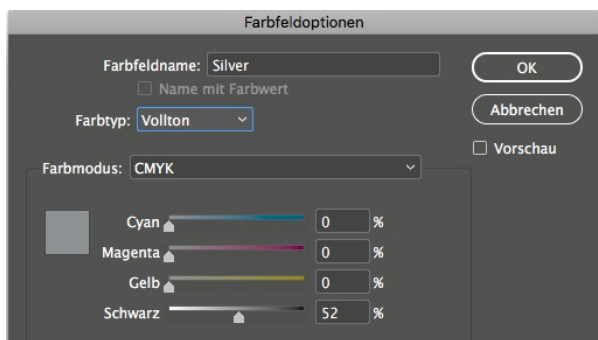 Farbfeldoptionen
Farbfeldname: Silver
Name mit Farbwert
Farbtyp: Vollton
OK
Abbrechen
Vorschau
Farbmodus: CMYK
Cyan 0 %
Magenta 0 %
Gelb 0 %
Schwarz 52 %